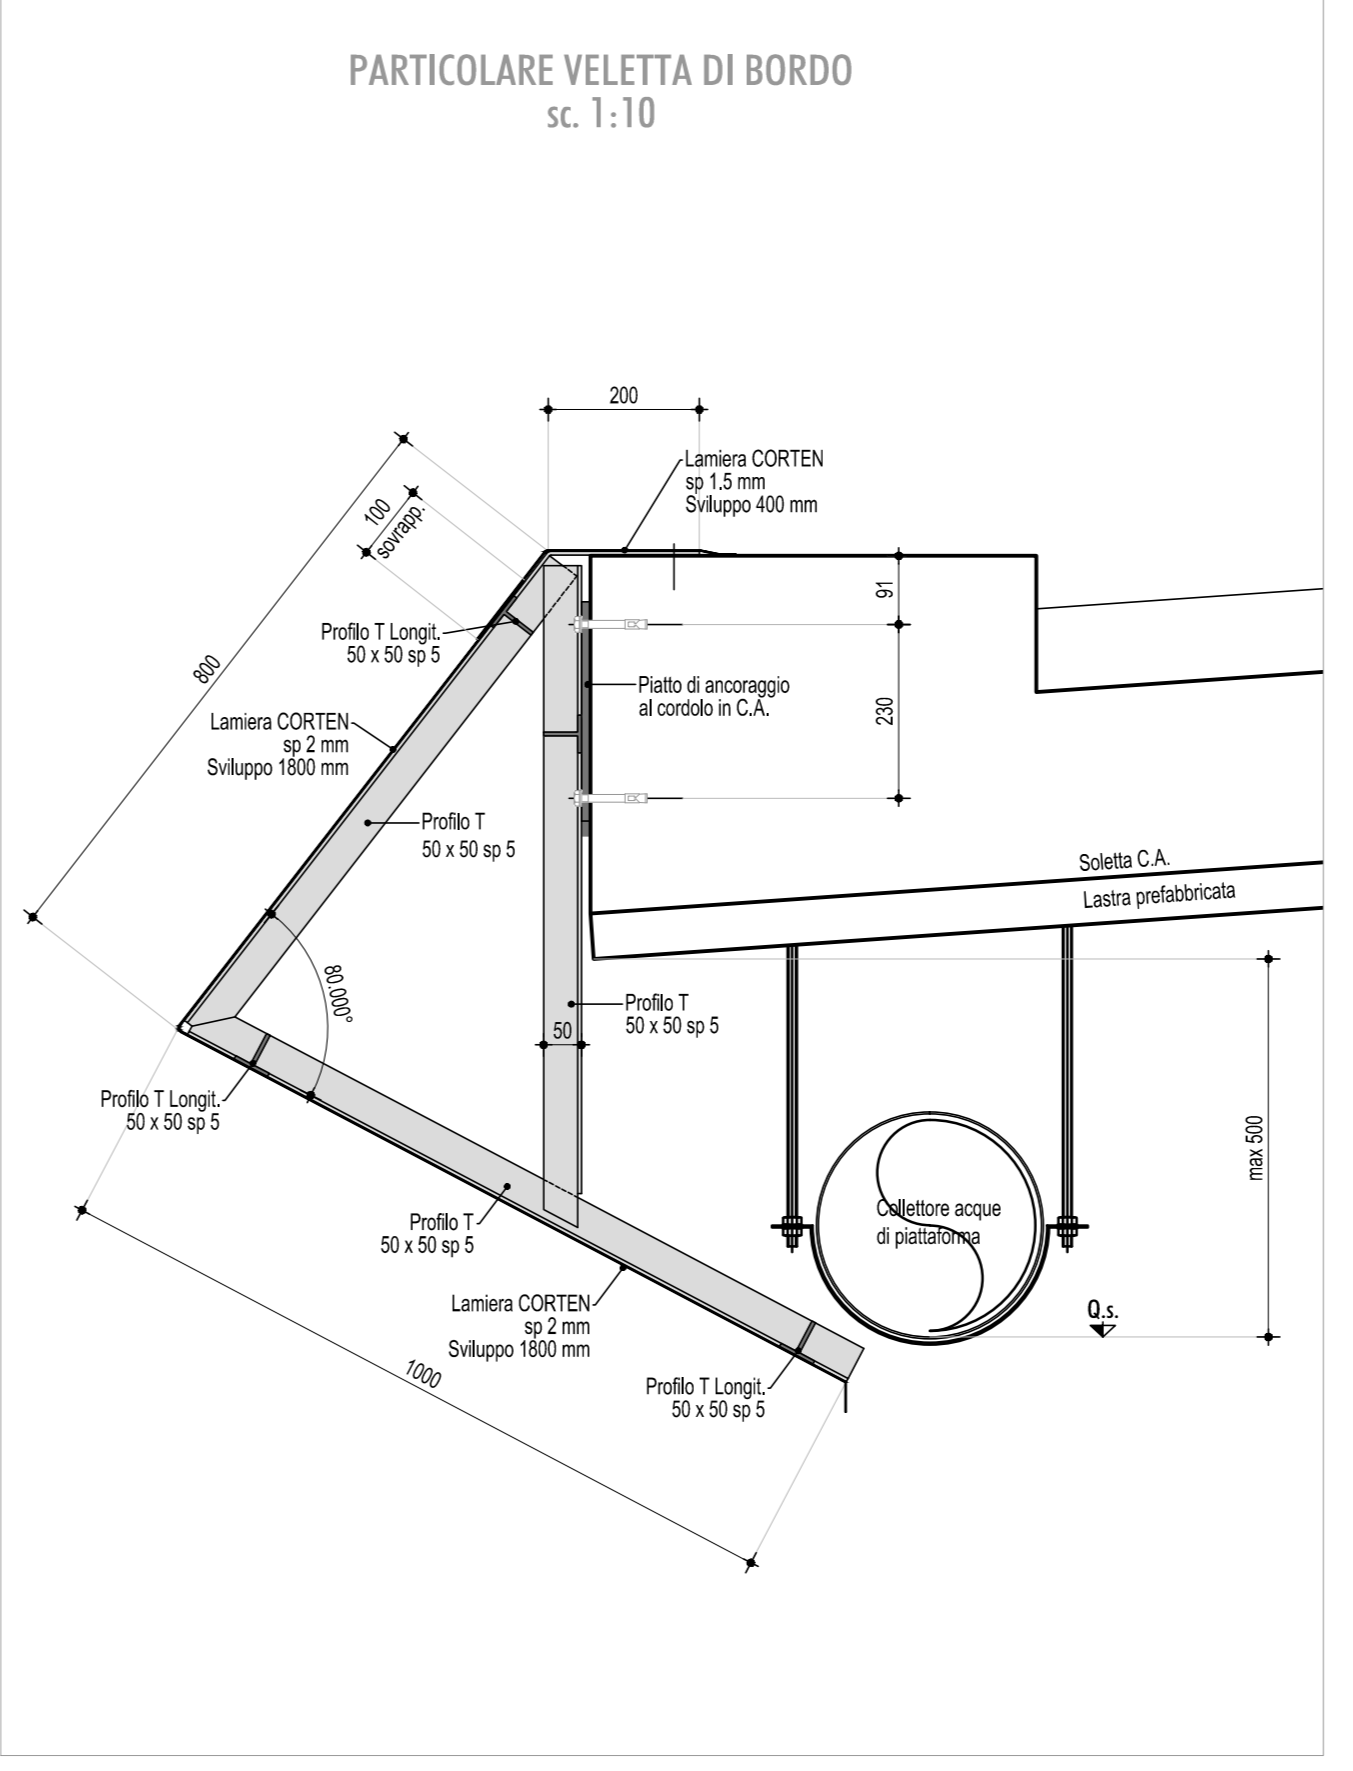 PARTICOLARE VELETTA DI BORDO
sc. 1:10
200
Lamiera CORTEN
sp 1.5 mm
Sviluppo 400 mm
100
sovrapp.
91
Profilo T Longit.
50 x 50 sp 5
800
Piatto di ancoraggio
al cordolo in C.A.
230
Lamiera CORTEN
sp 2 mm
Sviluppo 1800 mm
Profilo T
50 x 50 sp 5
Soletta C.A.
Lastra prefabbricata
80.000°
Profilo T
50 x 50 sp 5
50
Profilo T Longit.
50 x 50 sp 5
max 500
Collettore acque
di piattaforma
Profilo T
50 x 50 sp 5
Lamiera CORTEN
sp 2 mm
Sviluppo 1800 mm
Q.s.
1000
Profilo T Longit.
50 x 50 sp 5